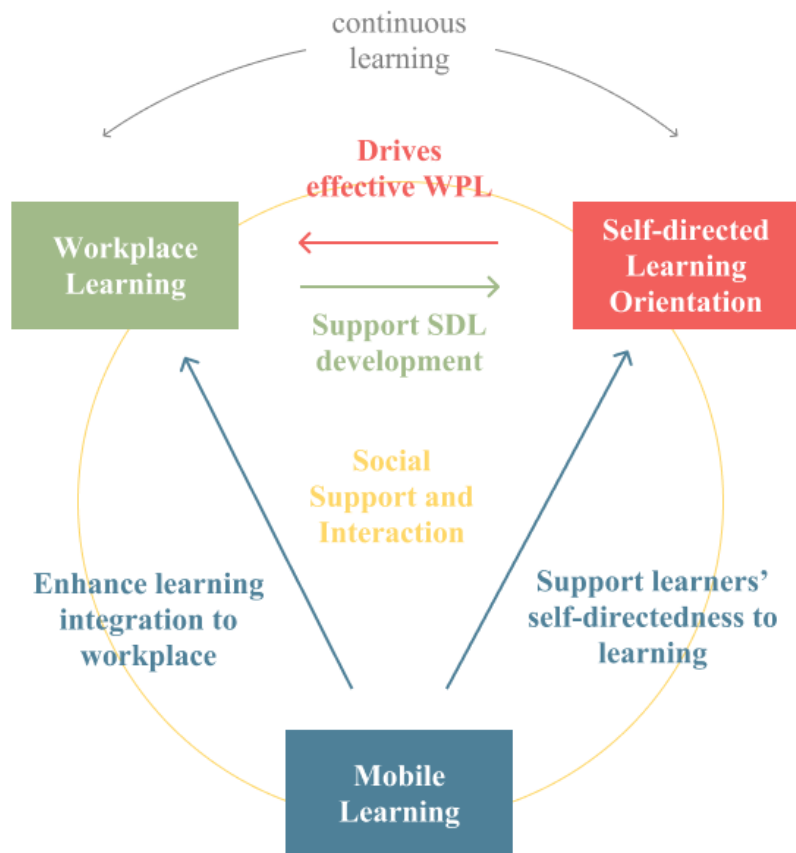 continuous
learning
Drives
effective WPL
Workplace
Learning
Self-directed
Learning
Orientation
Support SDL
development
Social
Support and
Interaction
Enhance learning
integration to
workplace
Support learners’
self-directedness to
learning
Mobile
Learning